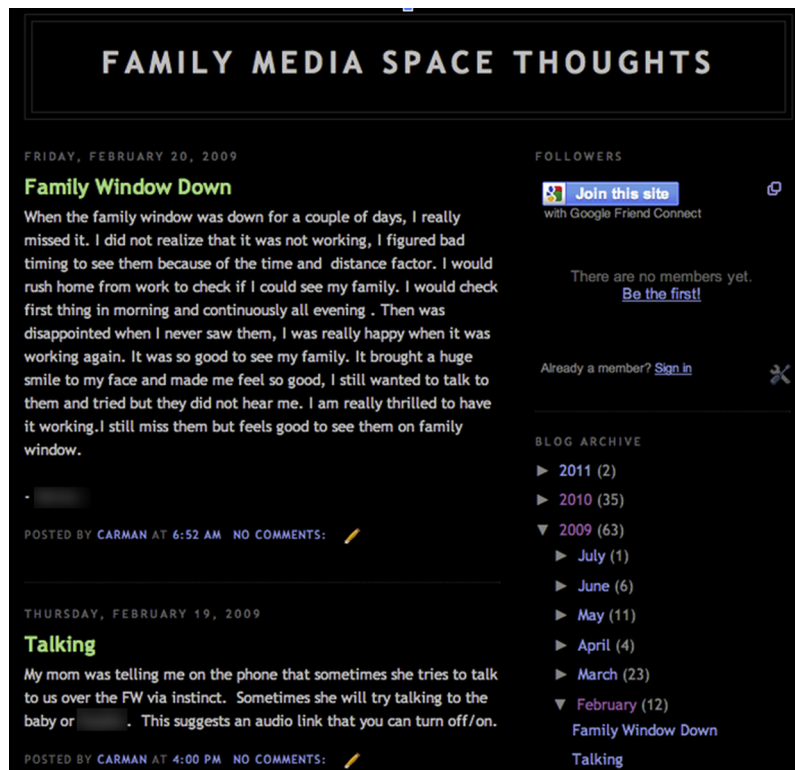 FAMILY MEDIA SPACE THOUGHTS
FRIDAY, FEBRUARY 20, 2009
Family Window Down
When the family window was down for a couple of days, I really
missed it. I did not realize that it was not working, I figured bad
timing to see them because of the time and  distance factor. I would
rush home from work to check if I could see my family. I would check
first thing in morning and continuously all evening . Then was
disappointed when I never saw them, I was really happy when it was
working again. It was so good to see my family. It brought a huge
smile to my face and made me feel so good, I still wanted to talk to
them and tried but they did not hear me. I am really thrilled to have
it working.I still miss them but feels good to see them on family
window.
-
POSTED BY CARMAN AT 6:52 AM NO COMMENTS:
THURSDAY, FEBRUARY 19, 2009
Talking
My mom was telling me on the phone that sometimes she tries to talk
to us over the FW via instinct.  Sometimes she will try talking to the
baby or .  This suggests an audio link that you can turn off/on.
POSTED BY CARMAN AT 4:00 PM NO COMMENTS:
FOLLOWERS
Join this site
with Google Friend Connect
There are no members yet.
Be the first!
Already a member? Sign in
BLOG ARCHIVE
► 2011 (2)
► 2010 (35)
▼ 2009 (63)
► July (1)
► June (6)
► May (11)
► April (4)
► March (23)
▼ February (12)
Family Window Down
Talking